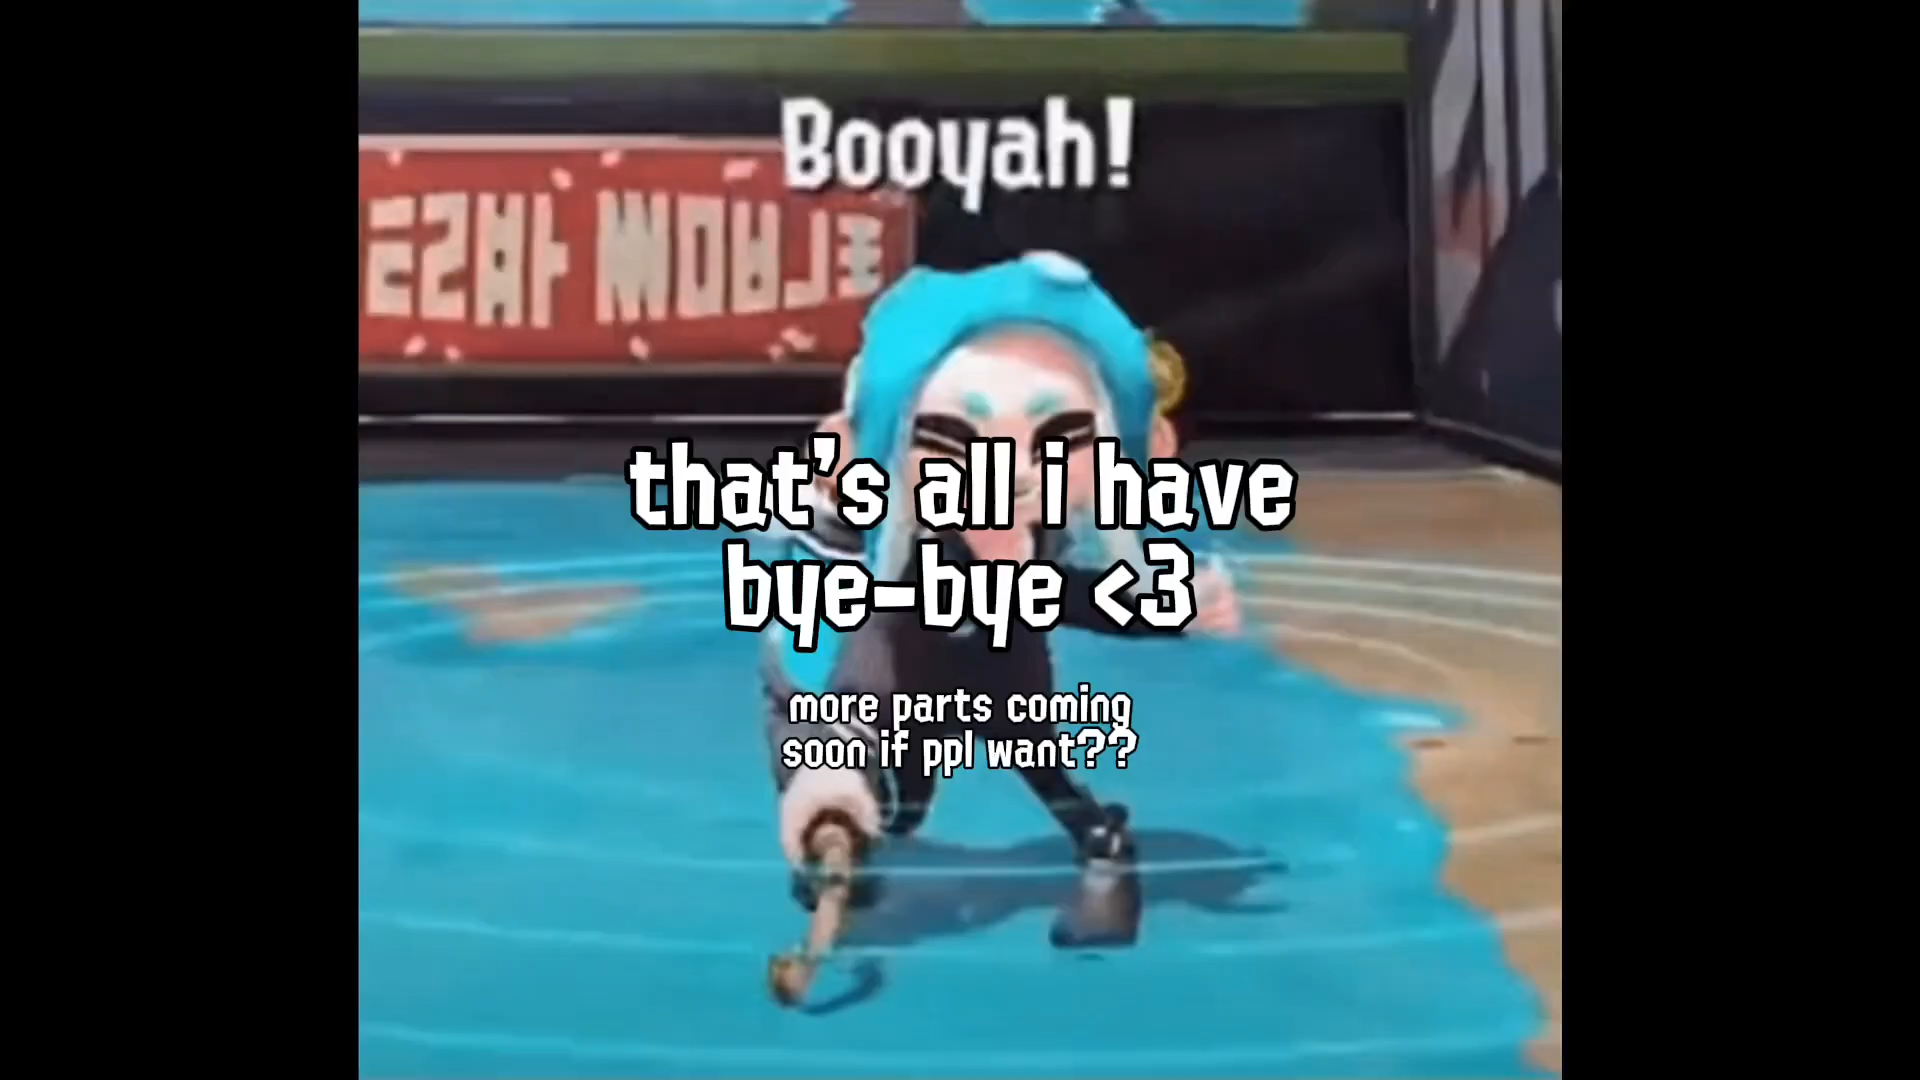 Booyah!
that's all i have
bye-bye <3
more parts coming
soon if ppl want??